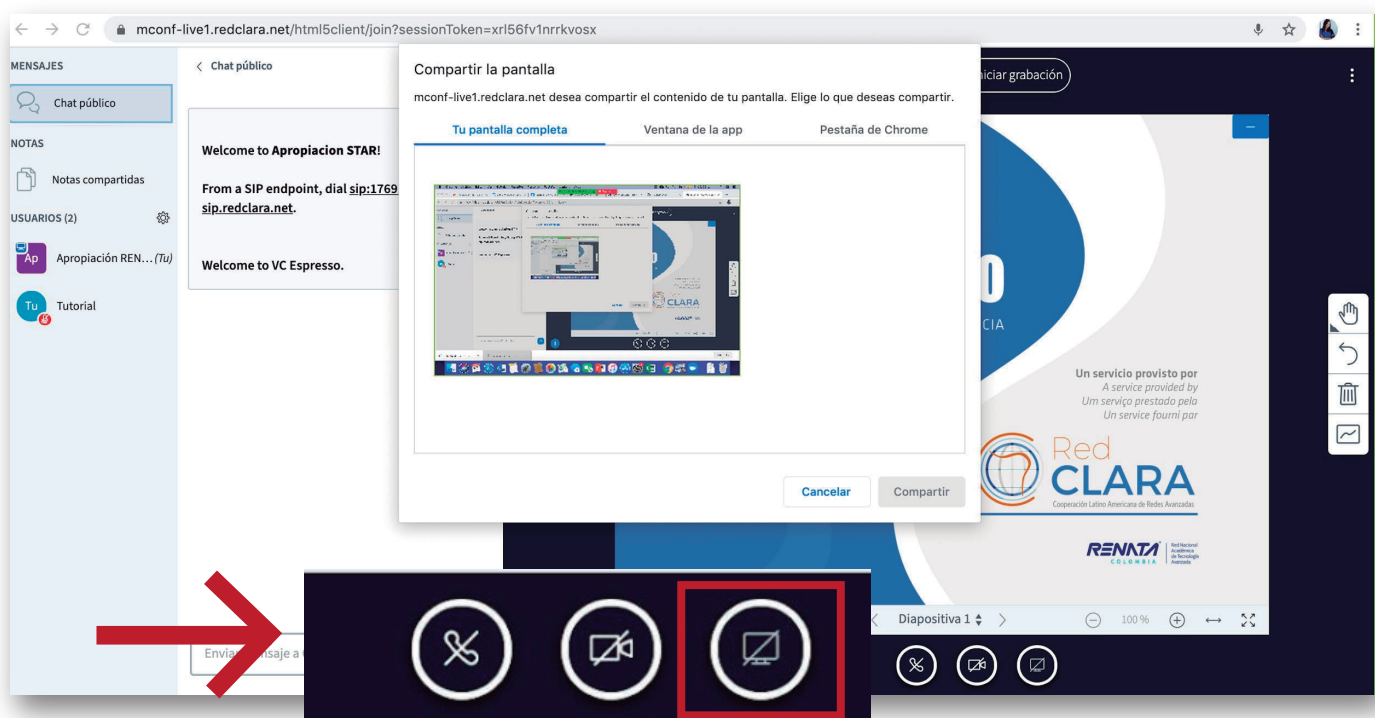 mconf-live1.redclara.net/html5client/join?sessionToken=xrl56fv1nrrkvosx
MENSAJES
Chat público
NOTAS
Notas compartidas
USUARIOS (2)
Ap
Apropiación REN... (Tu)
Tu
Tutorial
Chat público
Welcome to Apropiacion STAR!
From a SIP endpoint, dial sip:1769
sip.redclara.net.
Welcome to VC Espresso.
Compartir la pantalla
mconf-live1.redclara.net desea compartir el contenido de tu pantalla. Elige lo que deseas compartir.
Tu pantalla completa
Ventana de la app
Pestaña de Chrome
CLARA
Cancelar
Compartir
iniciar grabación
O
CIA
Un servicio provisto por
A service provided by
Um serviço prestado pela
Un service fourni par
Red
CLARA
Cooperación Latino Americana de Redes Avanzadas
RENATA
COLOMBIA
Red Nacional
Académica
de Tecnología
Avanzada
Diapositiva 1
100 %